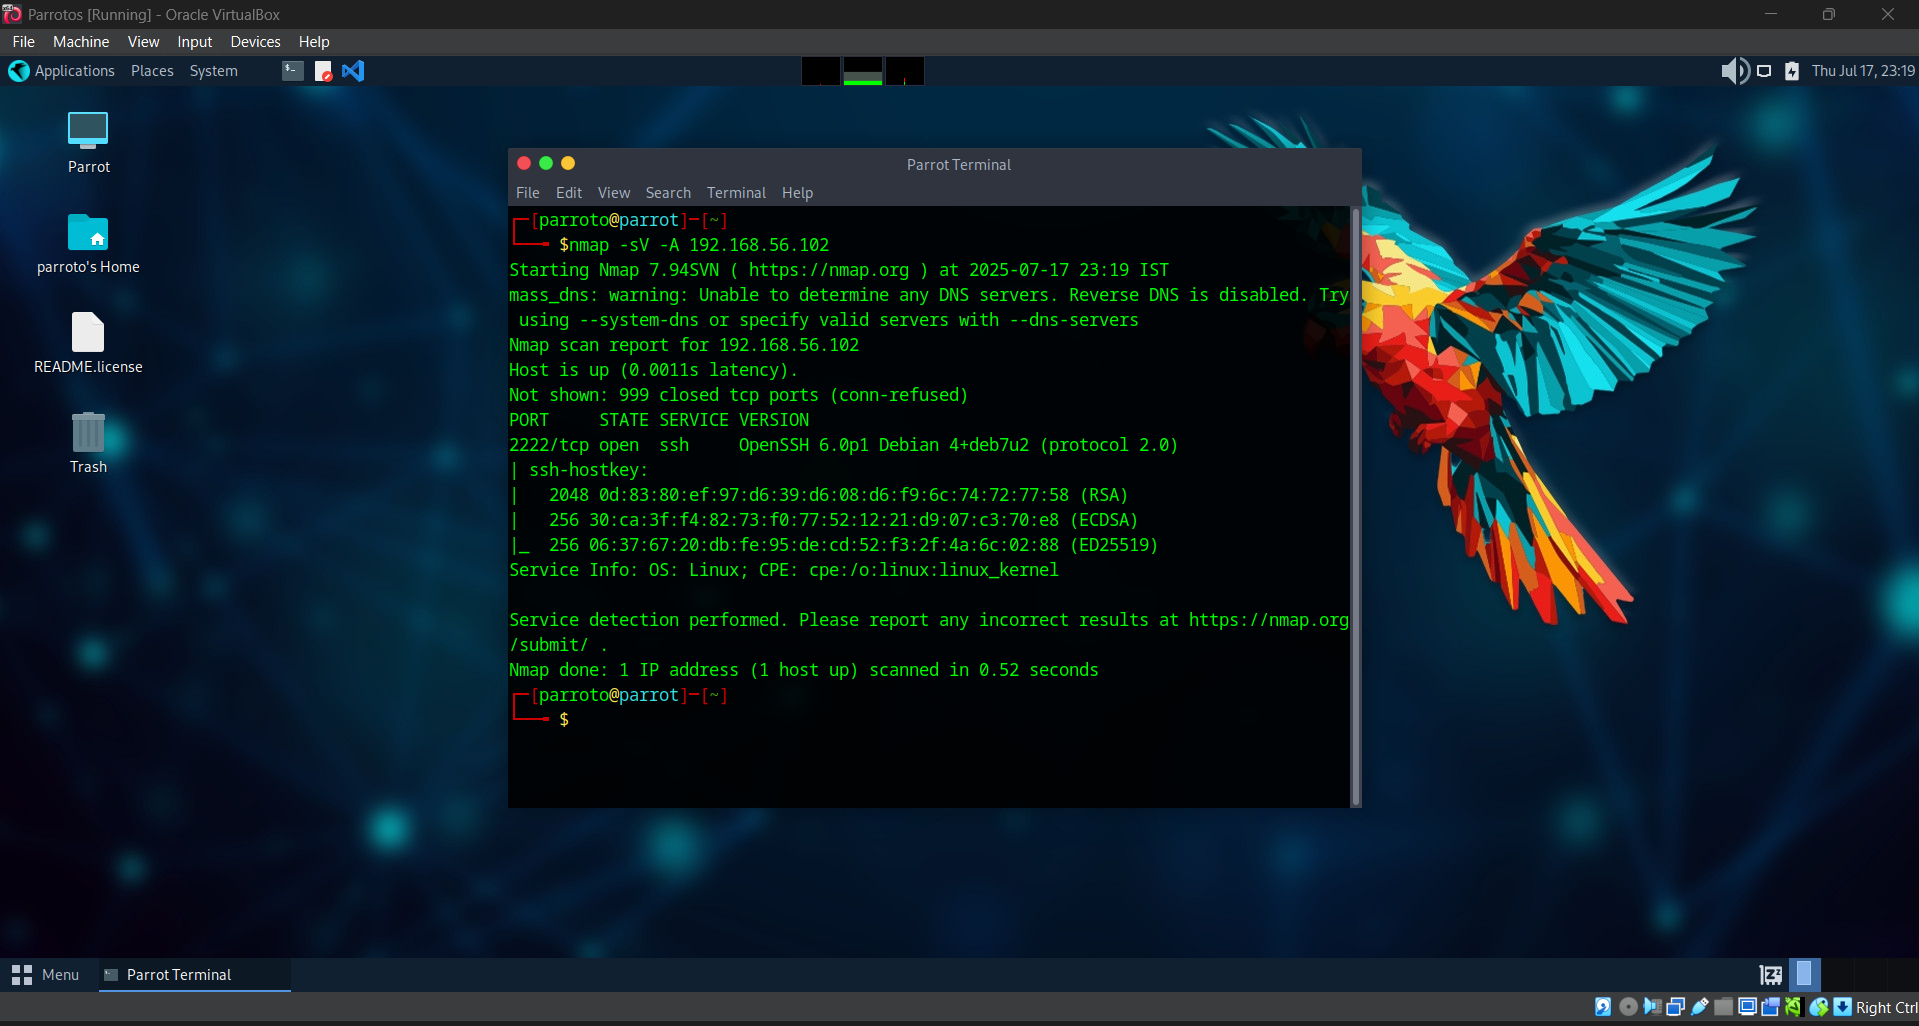 Parrotos [Running] - Oracle VirtualBox
File Machine View Input Devices Help
Applications Places System
Thu Jul 17, 23:19
Parrot
parroto's Home
README.license
Trash
Parrot Terminal
File Edit View Search Terminal Help
┌─[parroto@parrot]─[~]
└──╼ $nmap -sV -A 192.168.56.102
Starting Nmap 7.94SVN ( https://nmap.org ) at 2025-07-17 23:19 IST
mass_dns: warning: Unable to determine any DNS servers. Reverse DNS is disabled. Try
 using --system-dns or specify valid servers with --dns-servers
Nmap scan report for 192.168.56.102
Host is up (0.0011s latency).
Not shown: 999 closed tcp ports (conn-refused)
PORT     STATE SERVICE VERSION
2222/tcp open  ssh     OpenSSH 6.0p1 Debian 4+deb7u2 (protocol 2.0)
| ssh-hostkey:
|   2048 0d:83:80:ef:97:d6:39:d6:08:d6:f9:6c:74:72:77:58 (RSA)
|   256 30:ca:3f:f4:82:73:f0:77:52:12:21:d9:07:c3:70:e8 (ECDSA)
|_  256 06:37:67:20:db:fe:95:de:cd:52:f3:2f:4a:6c:02:88 (ED25519)
Service Info: OS: Linux; CPE: cpe:/o:linux:linux_kernel
Service detection performed. Please report any incorrect results at https://nmap.org
/submit/ .
Nmap done: 1 IP address (1 host up) scanned in 0.52 seconds
┌─[parroto@parrot]─[~]
└──╼ $
Menu
Parrot Terminal
Right Ctrl